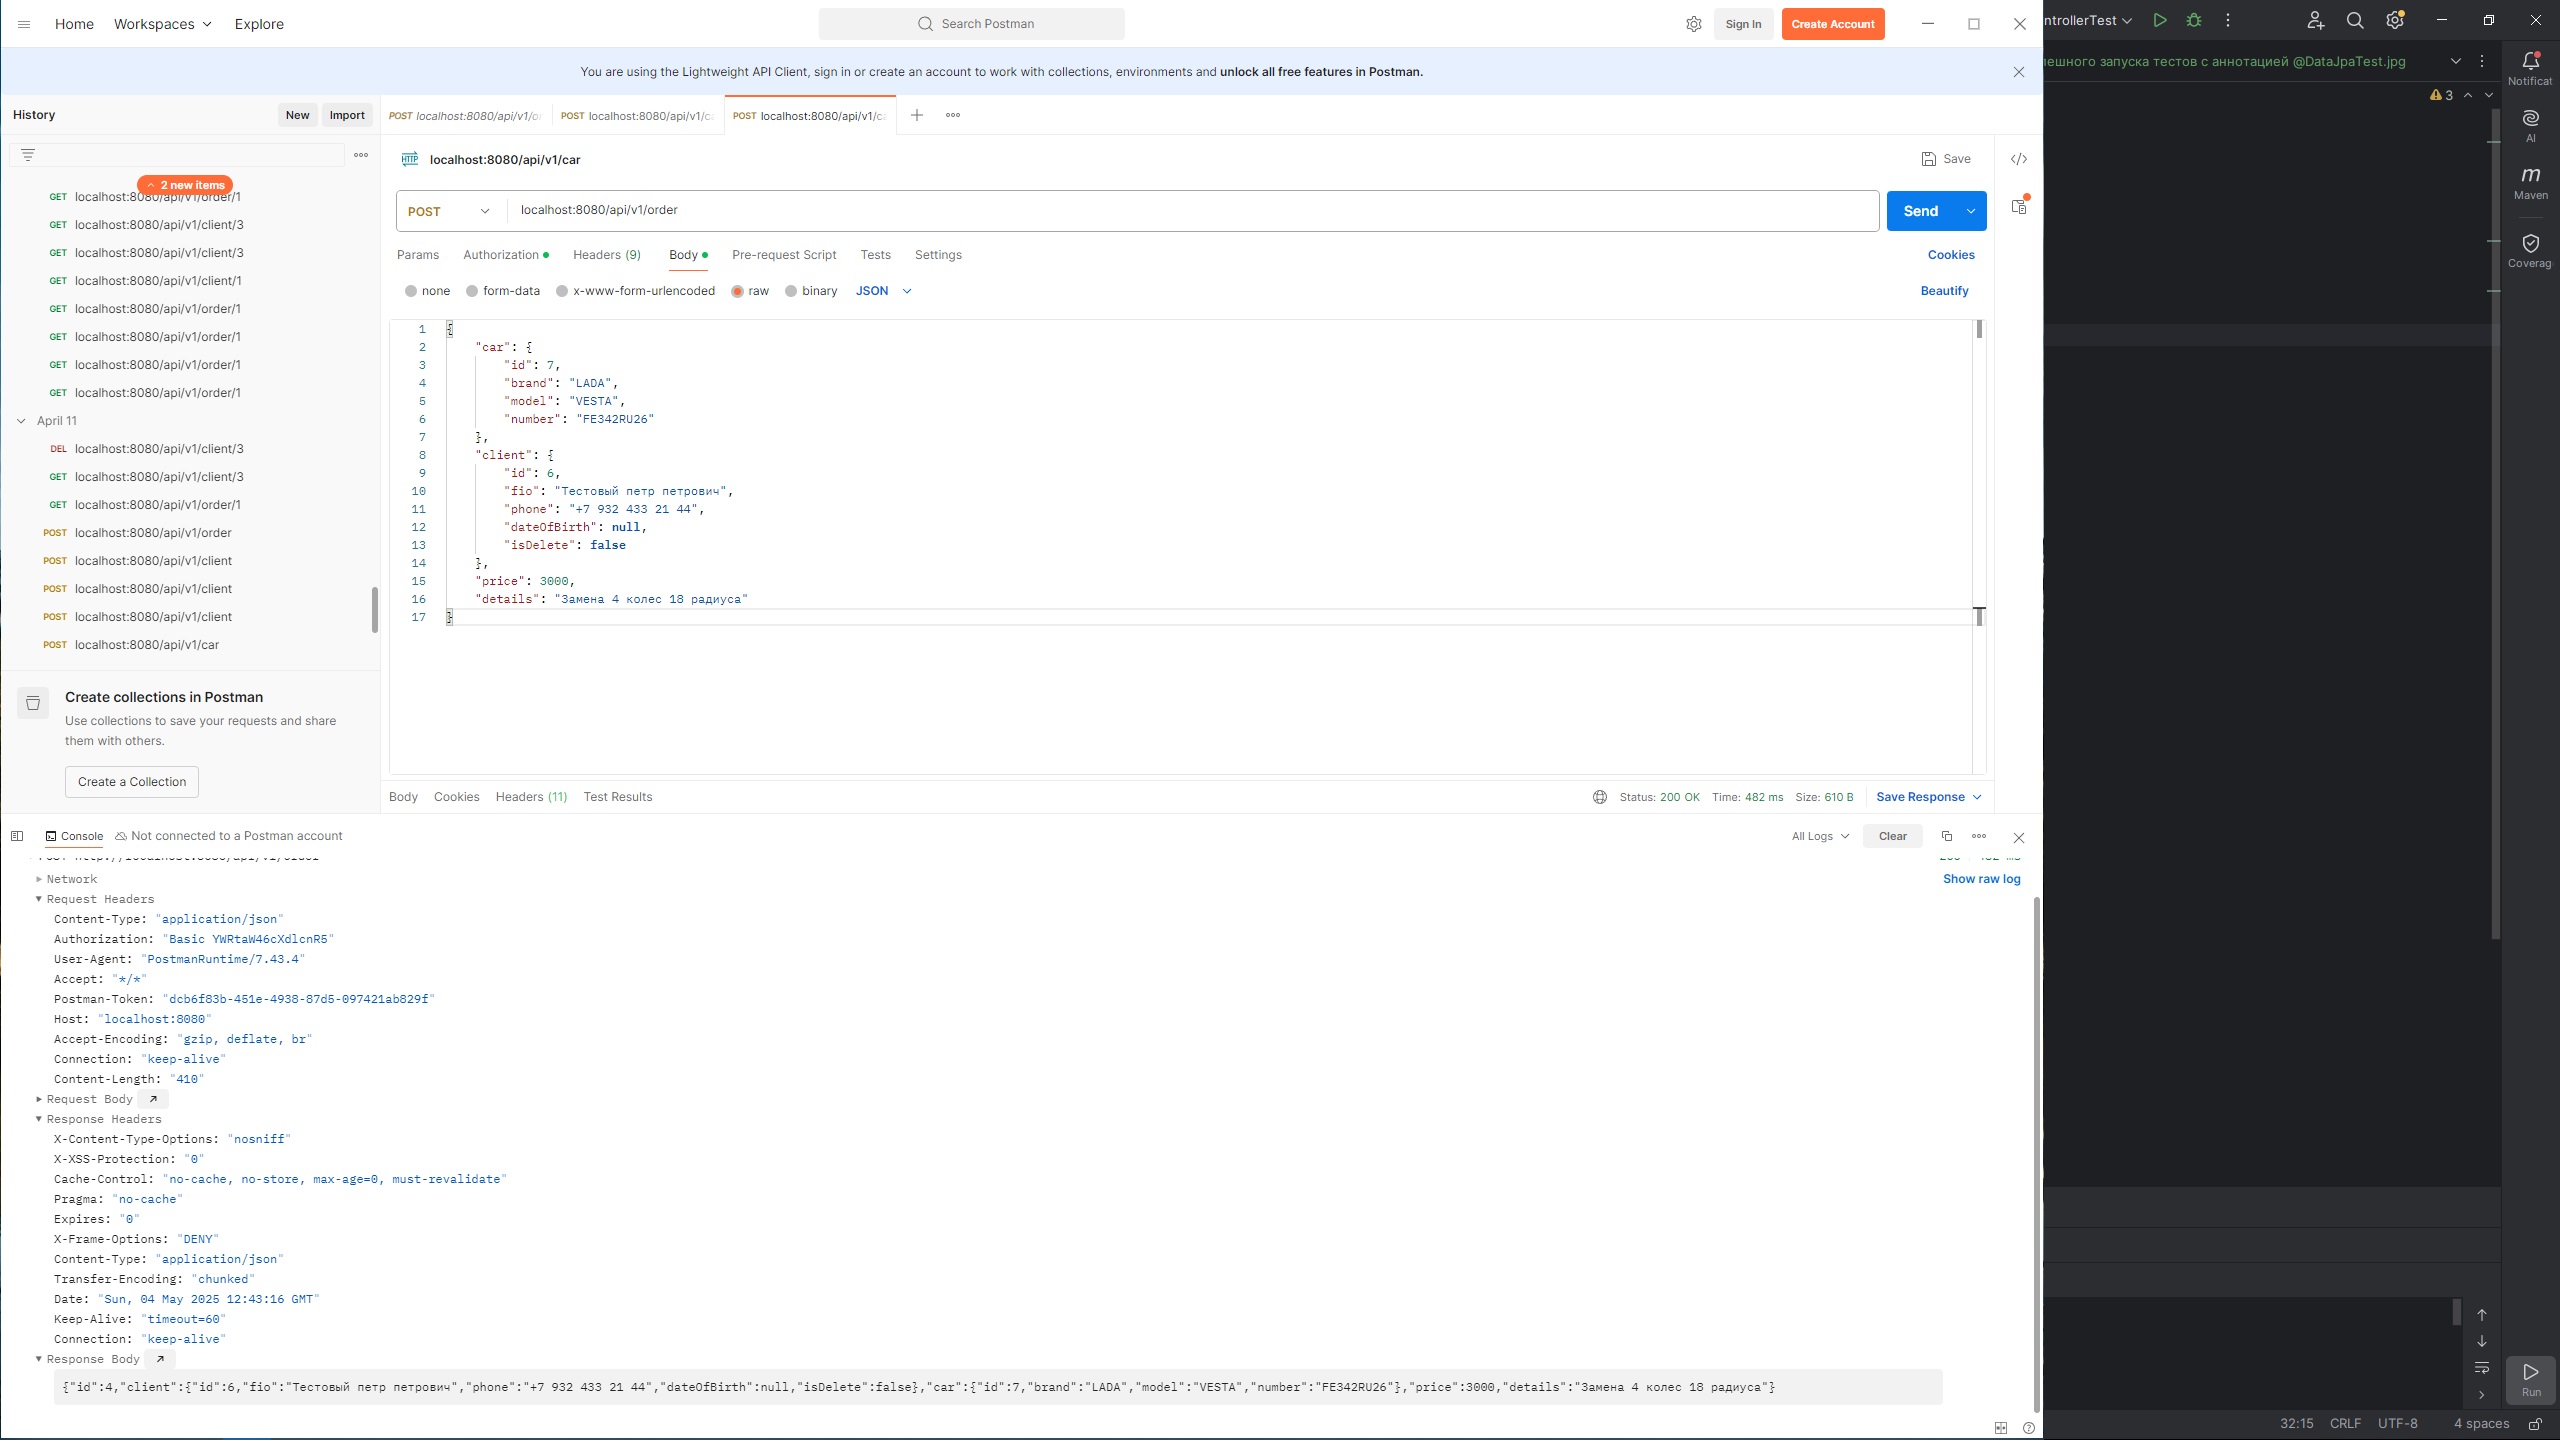 Home Workspaces Explore
Search Postman
Sign In Create Account
You are using the Lightweight API Client, sign in or create an account to work with collections, environments and unlock all free features in Postman.
History New Import
POST localhost:8080/api/v1/o
POST localhost:8080/api/v1/c
POST localhost:8080/api/v1/c
2 new items
GET localhost:8080/api/v1/order/1
GET localhost:8080/api/v1/client/3
GET localhost:8080/api/v1/client/3
GET localhost:8080/api/v1/client/1
GET localhost:8080/api/v1/order/1
GET localhost:8080/api/v1/order/1
GET localhost:8080/api/v1/order/1
GET localhost:8080/api/v1/order/1
April 11
DEL localhost:8080/api/v1/client/3
GET localhost:8080/api/v1/client/3
GET localhost:8080/api/v1/order/1
POST localhost:8080/api/v1/order
POST localhost:8080/api/v1/client
POST localhost:8080/api/v1/client
POST localhost:8080/api/v1/client
POST localhost:8080/api/v1/car
Create collections in Postman
Use collections to save your requests and share
them with others.
Create a Collection
HTTP localhost:8080/api/v1/car
Save
POST localhost:8080/api/v1/order
Send
Params Authorization Headers (9) Body Pre-request Script Tests Settings
Cookies
none form-data x-www-form-urlencoded raw binary JSON
Beautify
1 {
2 "car": {
3 "id": 7,
4 "brand": "LADA",
5 "model": "VESTA",
6 "number": "FE342RU26"
7 },
8 "client": {
9 "id": 6,
10 "fio": "Тестовый петр петрович",
11 "phone": "+7 932 433 21 44",
12 "dateOfBirth": null,
13 "isDelete": false
14 },
15 "price": 3000,
16 "details": "Замена 4 колес 18 радиуса"
17 }
Body Cookies Headers (11) Test Results
Status: 200 OK Time: 482 ms Size: 610 B Save Response
Console Not connected to a Postman account
All Logs Clear
POST http://localhost:8080/api/v1/order
200 482 ms
Network
Show raw log
Request Headers
Content-Type: "application/json"
Authorization: "Basic YWRtaW46cXdlcnR5"
User-Agent: "PostmanRuntime/7.43.4"
Accept: "*/*"
Postman-Token: "dcb6f83b-451e-4938-87d5-097421ab829f"
Host: "localhost:8080"
Accept-Encoding: "gzip, deflate, br"
Connection: "keep-alive"
Content-Length: "410"
Request Body
Response Headers
X-Content-Type-Options: "nosniff"
X-XSS-Protection: "0"
Cache-Control: "no-cache, no-store, max-age=0, must-revalidate"
Pragma: "no-cache"
Expires: "0"
X-Frame-Options: "DENY"
Content-Type: "application/json"
Transfer-Encoding: "chunked"
Date: "Sun, 04 May 2025 12:43:16 GMT"
Keep-Alive: "timeout=60"
Connection: "keep-alive"
Response Body
{"id":4,"client":{"id":6,"fio":"Тестовый петр петрович","phone":"+7 932 433 21 44","dateOfBirth":null,"isDelete":false},"car":{"id":7,"brand":"LADA","model":"VESTA","number":"FE342RU26"},"price":3000,"details":"Замена 4 колес 18 радиуса"}
ntrollerTest
ешного запуска тестов с аннотацией @DataJpaTest.jpg
3
Notificat
AI
m
Maven
Coverag
Run
32:15 CRLF UTF-8 4 spaces